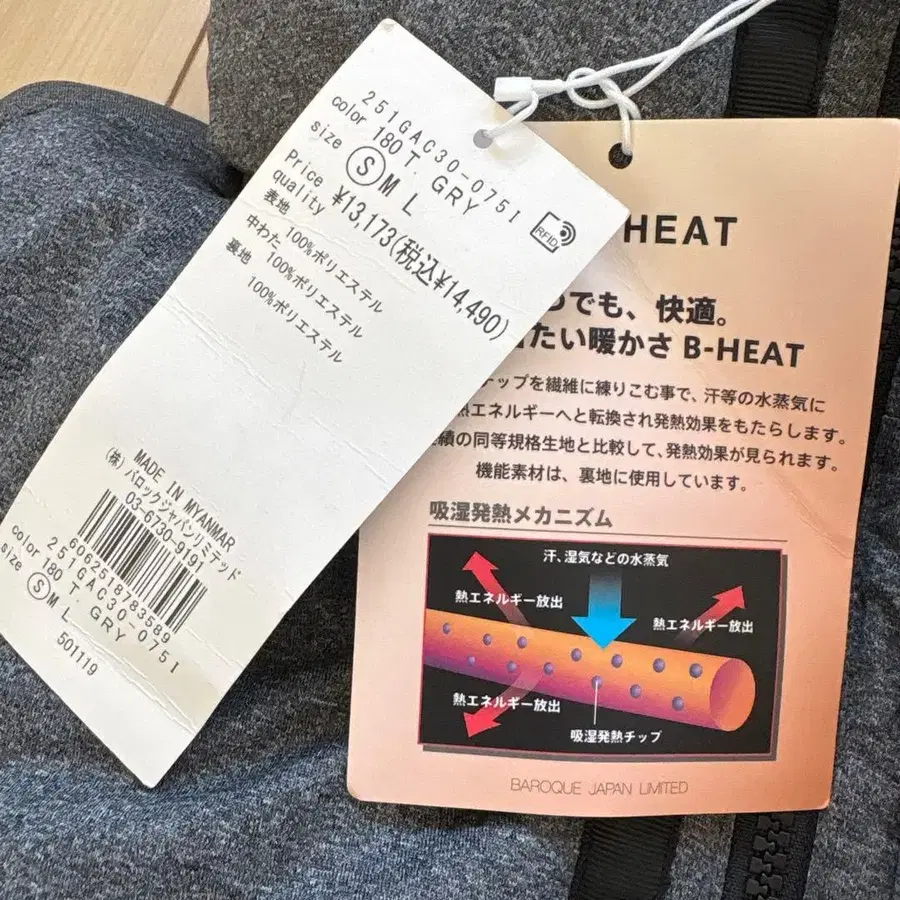 251GAC30-0751
color 180 T. GRY
size Ⓢ M L
Price ¥13,173(税込¥14,490)
quality
表地 100%ポリエステル
中わた 100%ポリエステル
裏地 100%ポリエステル
RFID
MADE IN MYANMAR
(株)バロックジャパンリミテッド
03-6730-9191
6062518783589
251GAC30-0751
color 180 T. GRY
size Ⓢ M L
501119
HEAT
でも、快適。
たい暖かさ B-HEAT
チップを繊維に練りこむ事で、汗等の水蒸気に
熱エネルギーへと転換され発熱効果をもたらします。
績の同等規格生地と比較して、発熱効果が見られます。
機能素材は、裏地に使用しています。
吸湿発熱メカニズム
汗、湿気などの水蒸気
熱エネルギー放出
熱エネルギー放出
熱エネルギー放出
吸湿発熱チップ
BAROQUE JAPAN LIMITED